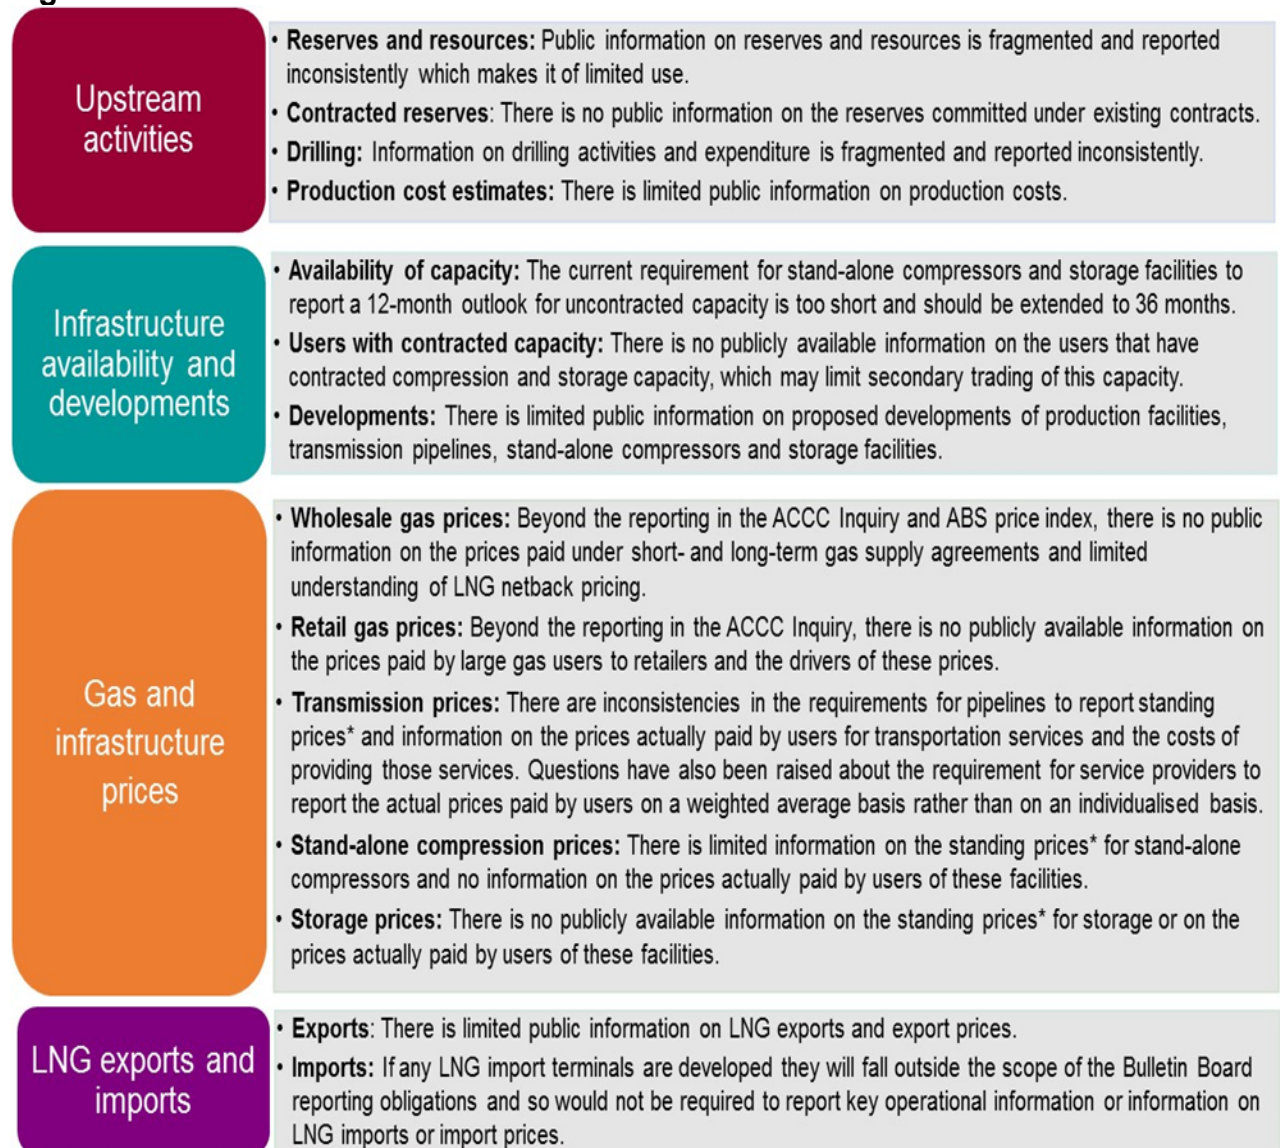 Upstream
activities
• Reserves and resources: Public information on reserves and resources is fragmented and reported
inconsistently which makes it of limited use.
• Contracted reserves: There is no public information on the reserves committed under existing contracts.
• Drilling: Information on drilling activities and expenditure is fragmented and reported inconsistently.
• Production cost estimates: There is limited public information on production costs.
Infrastructure
availability and
developments
• Availability of capacity: The current requirement for stand-alone compressors and storage facilities to
report a 12-month outlook for uncontracted capacity is too short and should be extended to 36 months.
• Users with contracted capacity: There is no publicly available information on the users that have
contracted compression and storage capacity, which may limit secondary trading of this capacity.
• Developments: There is limited public information on proposed developments of production facilities,
transmission pipelines, stand-alone compressors and storage facilities.
Gas and
infrastructure
prices
• Wholesale gas prices: Beyond the reporting in the ACCC Inquiry and ABS price index, there is no public
information on the prices paid under short- and long-term gas supply agreements and limited
understanding of LNG netback pricing.
• Retail gas prices: Beyond the reporting in the ACCC Inquiry, there is no publicly available information on
the prices paid by large gas users to retailers and the drivers of these prices.
• Transmission prices: There are inconsistencies in the requirements for pipelines to report standing
prices* and information on the prices actually paid by users for transportation services and the costs of
providing those services. Questions have also been raised about the requirement for service providers to
report the actual prices paid by users on a weighted average basis rather than on an individualised basis.
• Stand-alone compression prices: There is limited information on the standing prices* for stand-alone
compressors and no information on the prices actually paid by users of these facilities.
• Storage prices: There is no publicly available information on the standing prices* for storage or on the
prices actually paid by users of these facilities.
LNG exports and
imports
• Exports: There is limited public information on LNG exports and export prices.
• Imports: If any LNG import terminals are developed they will fall outside the scope of the Bulletin Board
reporting obligations and so would not be required to report key operational information or information on
LNG imports or import prices.